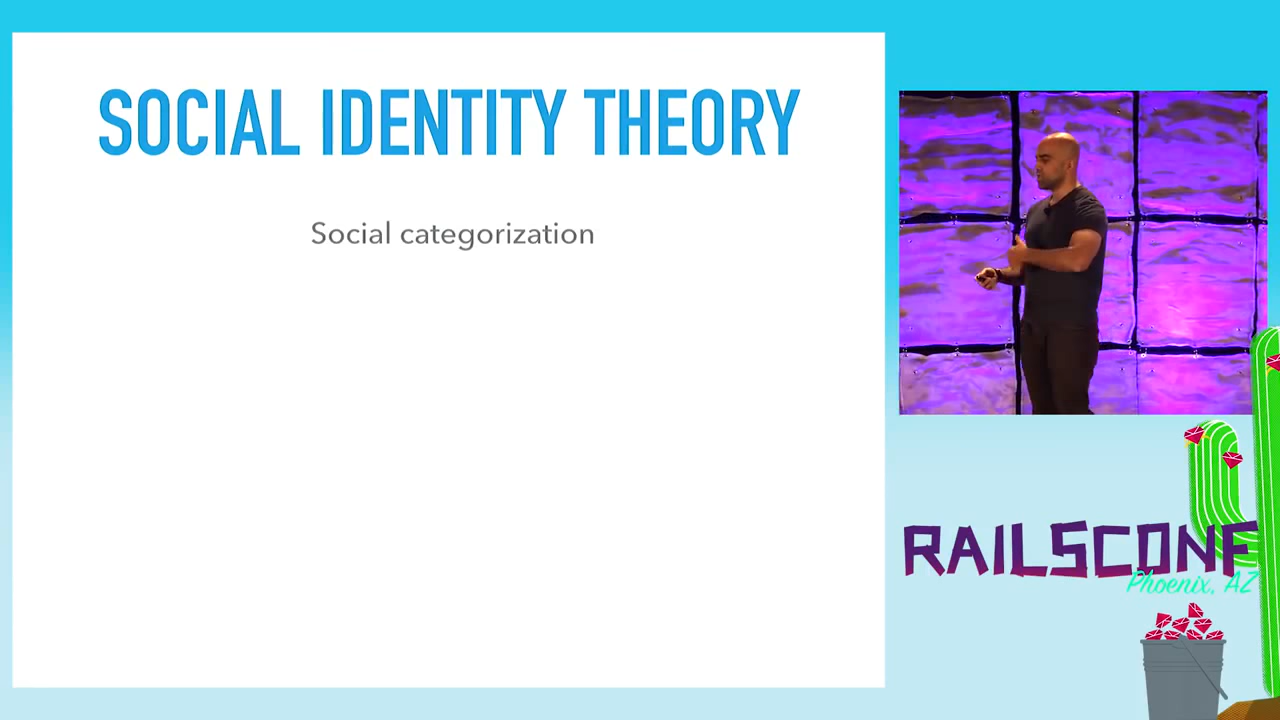 SOCIAL IDENTITY THEORY
Social categorization
RAILSCONF
Phoenix, AZ